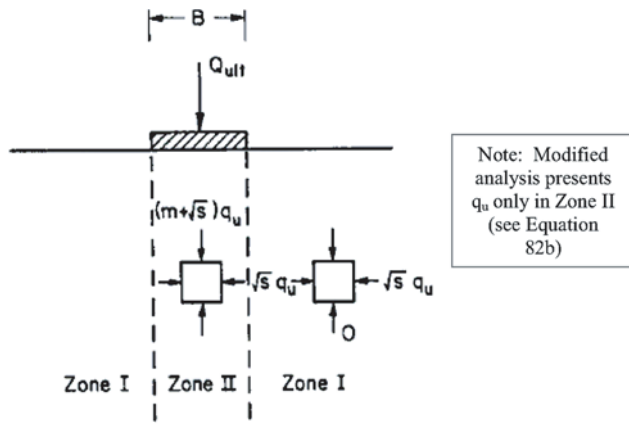 B
Qult
(m+√s)qu
√s qu
√s qu
O
Zone I
Zone II
Zone I
Note: Modified
analysis presents
qu only in Zone II
(see Equation
82b)